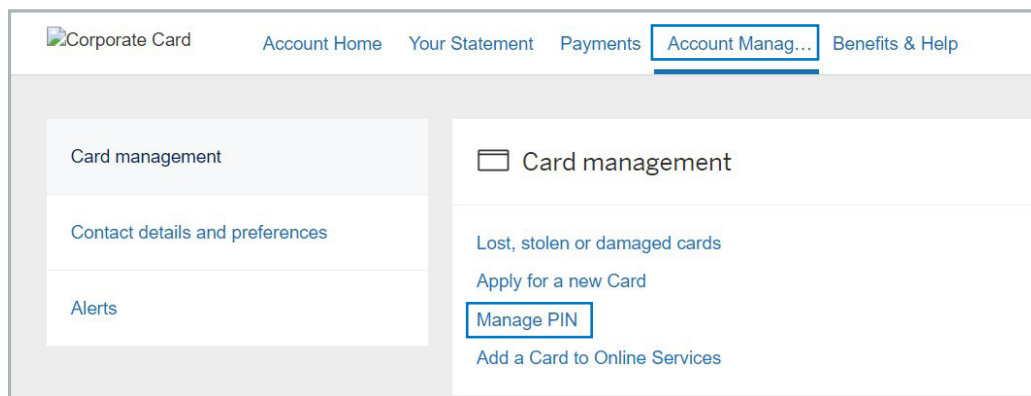 Corporate Card
Account Home Your Statement Payments Account Manag... Benefits & Help
Card management
Contact details and preferences
Alerts
Card management
Lost, stolen or damaged cards
Apply for a new Card
Manage PIN
Add a Card to Online Services